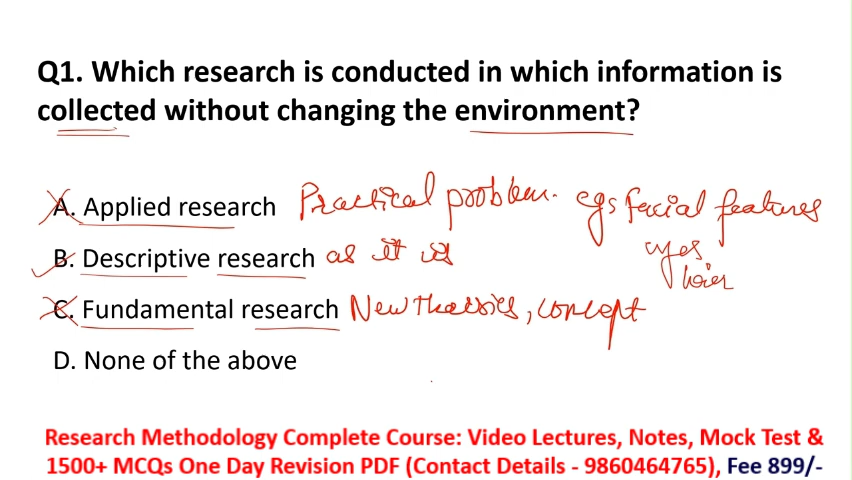 Q1. Which research is conducted in which information is
collected without changing the environment?
A. Applied research Practical problem. egs facial features
eyes
hair
B. Descriptive research as it is
C. Fundamental research New theories, concept
D. None of the above
Research Methodology Complete Course: Video Lectures, Notes, Mock Test &
1500+ MCQs One Day Revision PDF (Contact Details - 9860464765), Fee 899/-